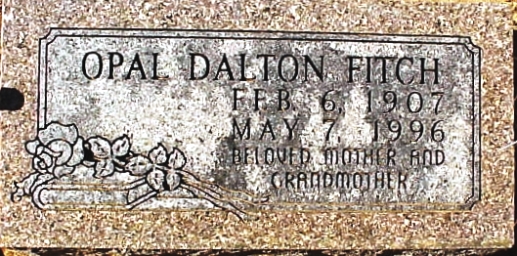 OPAL DALTON FITCH
FEB. 6, 1907
MAY 7, 1996
BELOVED MOTHER AND
GRANDMOTHER